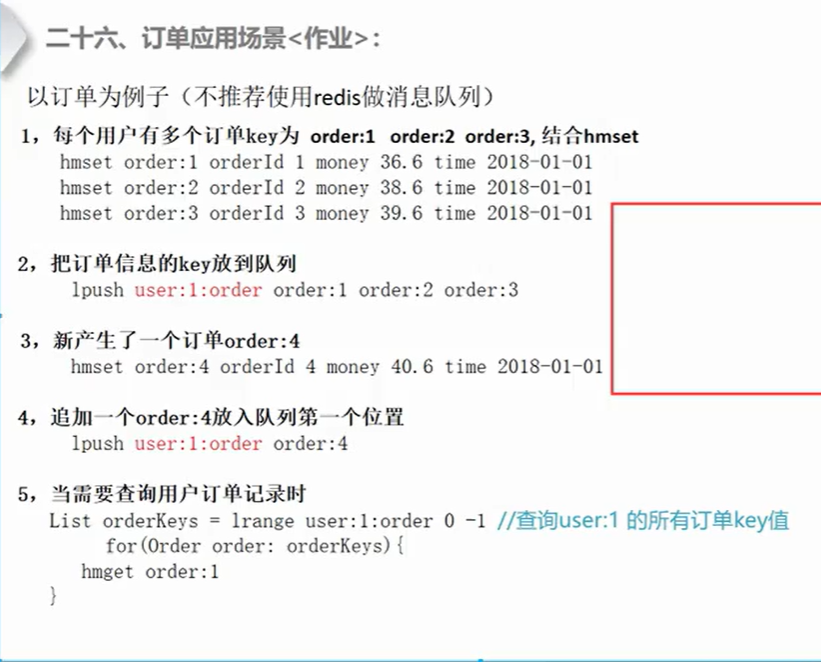 二十六、订单应用场景<作业>：
以订单为例子（不推荐使用redis做消息队列）
1，每个用户有多个订单key为 order:1 order:2 order:3, 结合hmset
hmset order:1 orderId 1 money 36.6 time 2018-01-01
hmset order:2 orderId 2 money 38.6 time 2018-01-01
hmset order:3 orderId 3 money 39.6 time 2018-01-01
2，把订单信息的key放到队列
lpush user:1:order order:1 order:2 order:3
3，新产生了一个订单order:4
hmset order:4 orderId 4 money 40.6 time 2018-01-01
4，追加一个order:4放入队列第一个位置
lpush user:1:order order:4
5，当需要查询用户订单记录时
List orderKeys = lrange user:1:order 0 -1 //查询user:1 的所有订单key值
for(Order order: orderKeys){
hmget order:1
}